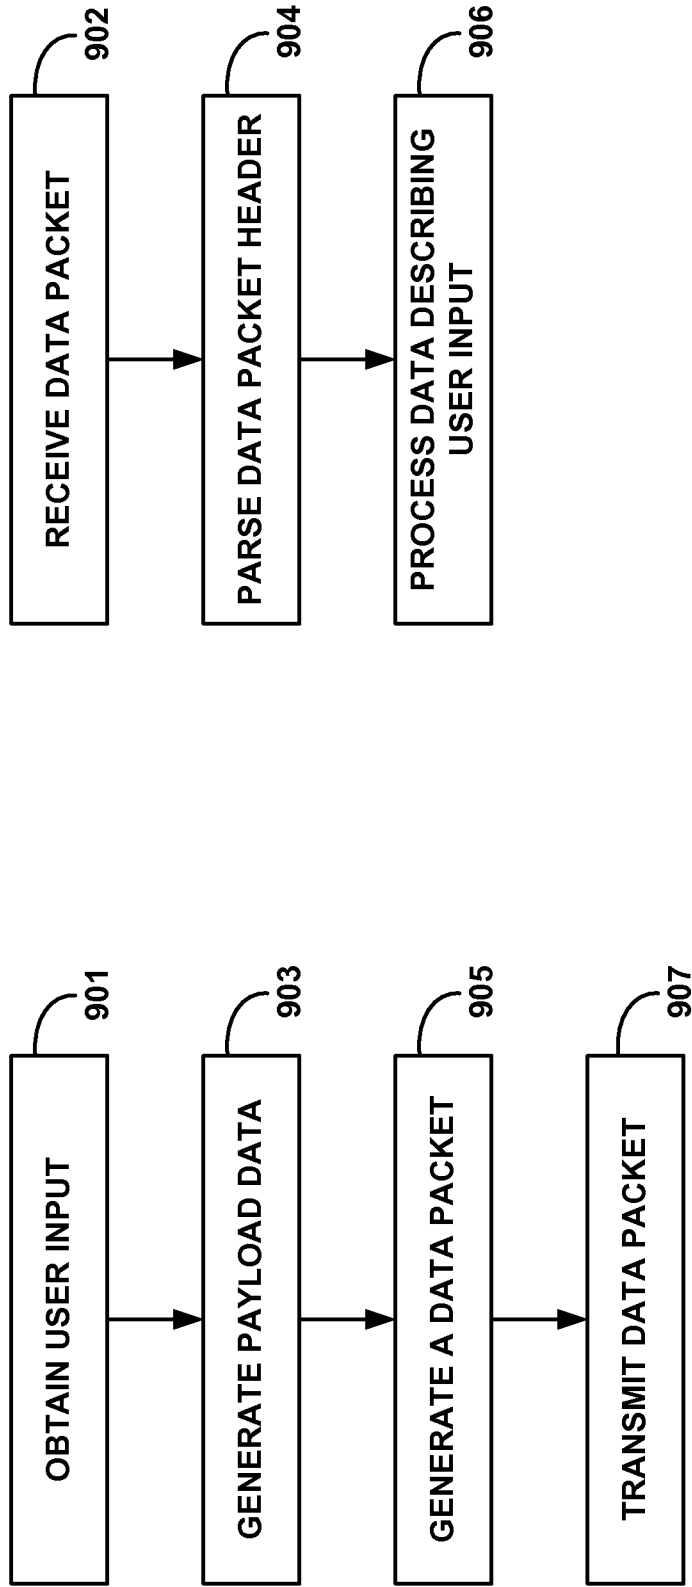 OBTAIN USER INPUT
901
GENERATE PAYLOAD DATA
903
GENERATE A DATA PACKET
905
TRANSMIT DATA PACKET
907
RECEIVE DATA PACKET
902
PARSE DATA PACKET HEADER
904
PROCESS DATA DESCRIBING
USER INPUT
906